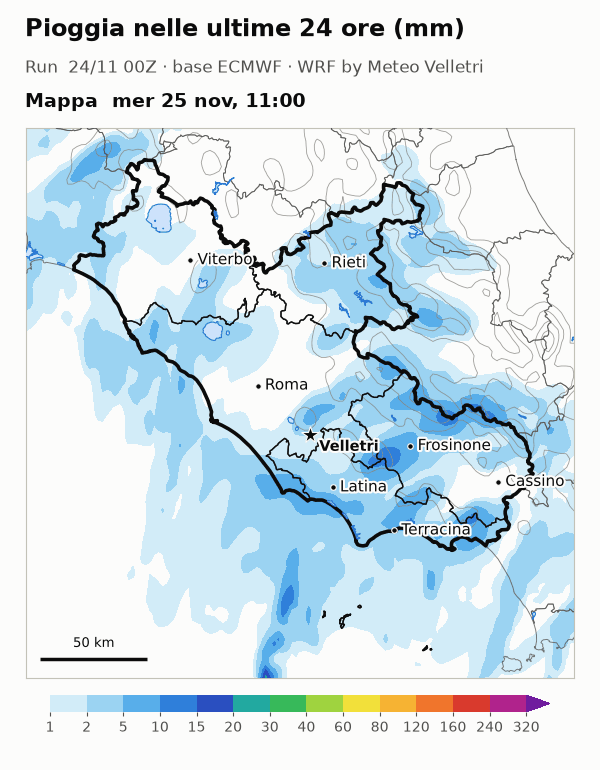 Pioggia nelle ultime 24 ore (mm)
Run  24/11 00Z · base ECMWF · WRF by Meteo Velletri
Mappa  mer 25 nov, 11:00
Viterbo
Rieti
Roma
Velletri
Frosinone
Latina
Cassino
Terracina
50 km
1 2 5 10 15 20 30 40 60 80 120 160 240 320